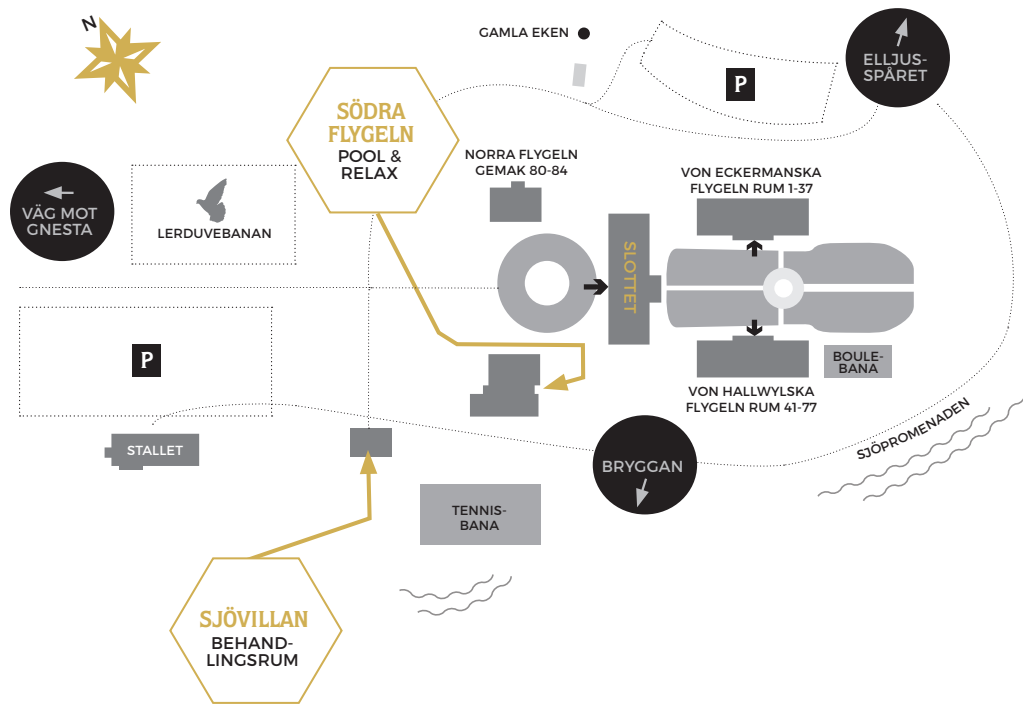 N
GAMLA EKEN
P
ELLJUS-
SPÅRET
SÖDRA
FLYGELN
POOL &
RELAX
NORRA FLYGELN
GEMAK 80-84
VON ECKERMANSKA
FLYGELN RUM 1-37
VÄG MOT
GNESTA
LERDUVEBANAN
SLOTTET
P
BOULE-
BANA
VON HALLWYLSKA
FLYGELN RUM 41-77
SJÖPROMENADEN
STALLET
BRYGGAN
TENNIS-
BANA
SJÖVILLAN
BEHAND-
LINGSRUM